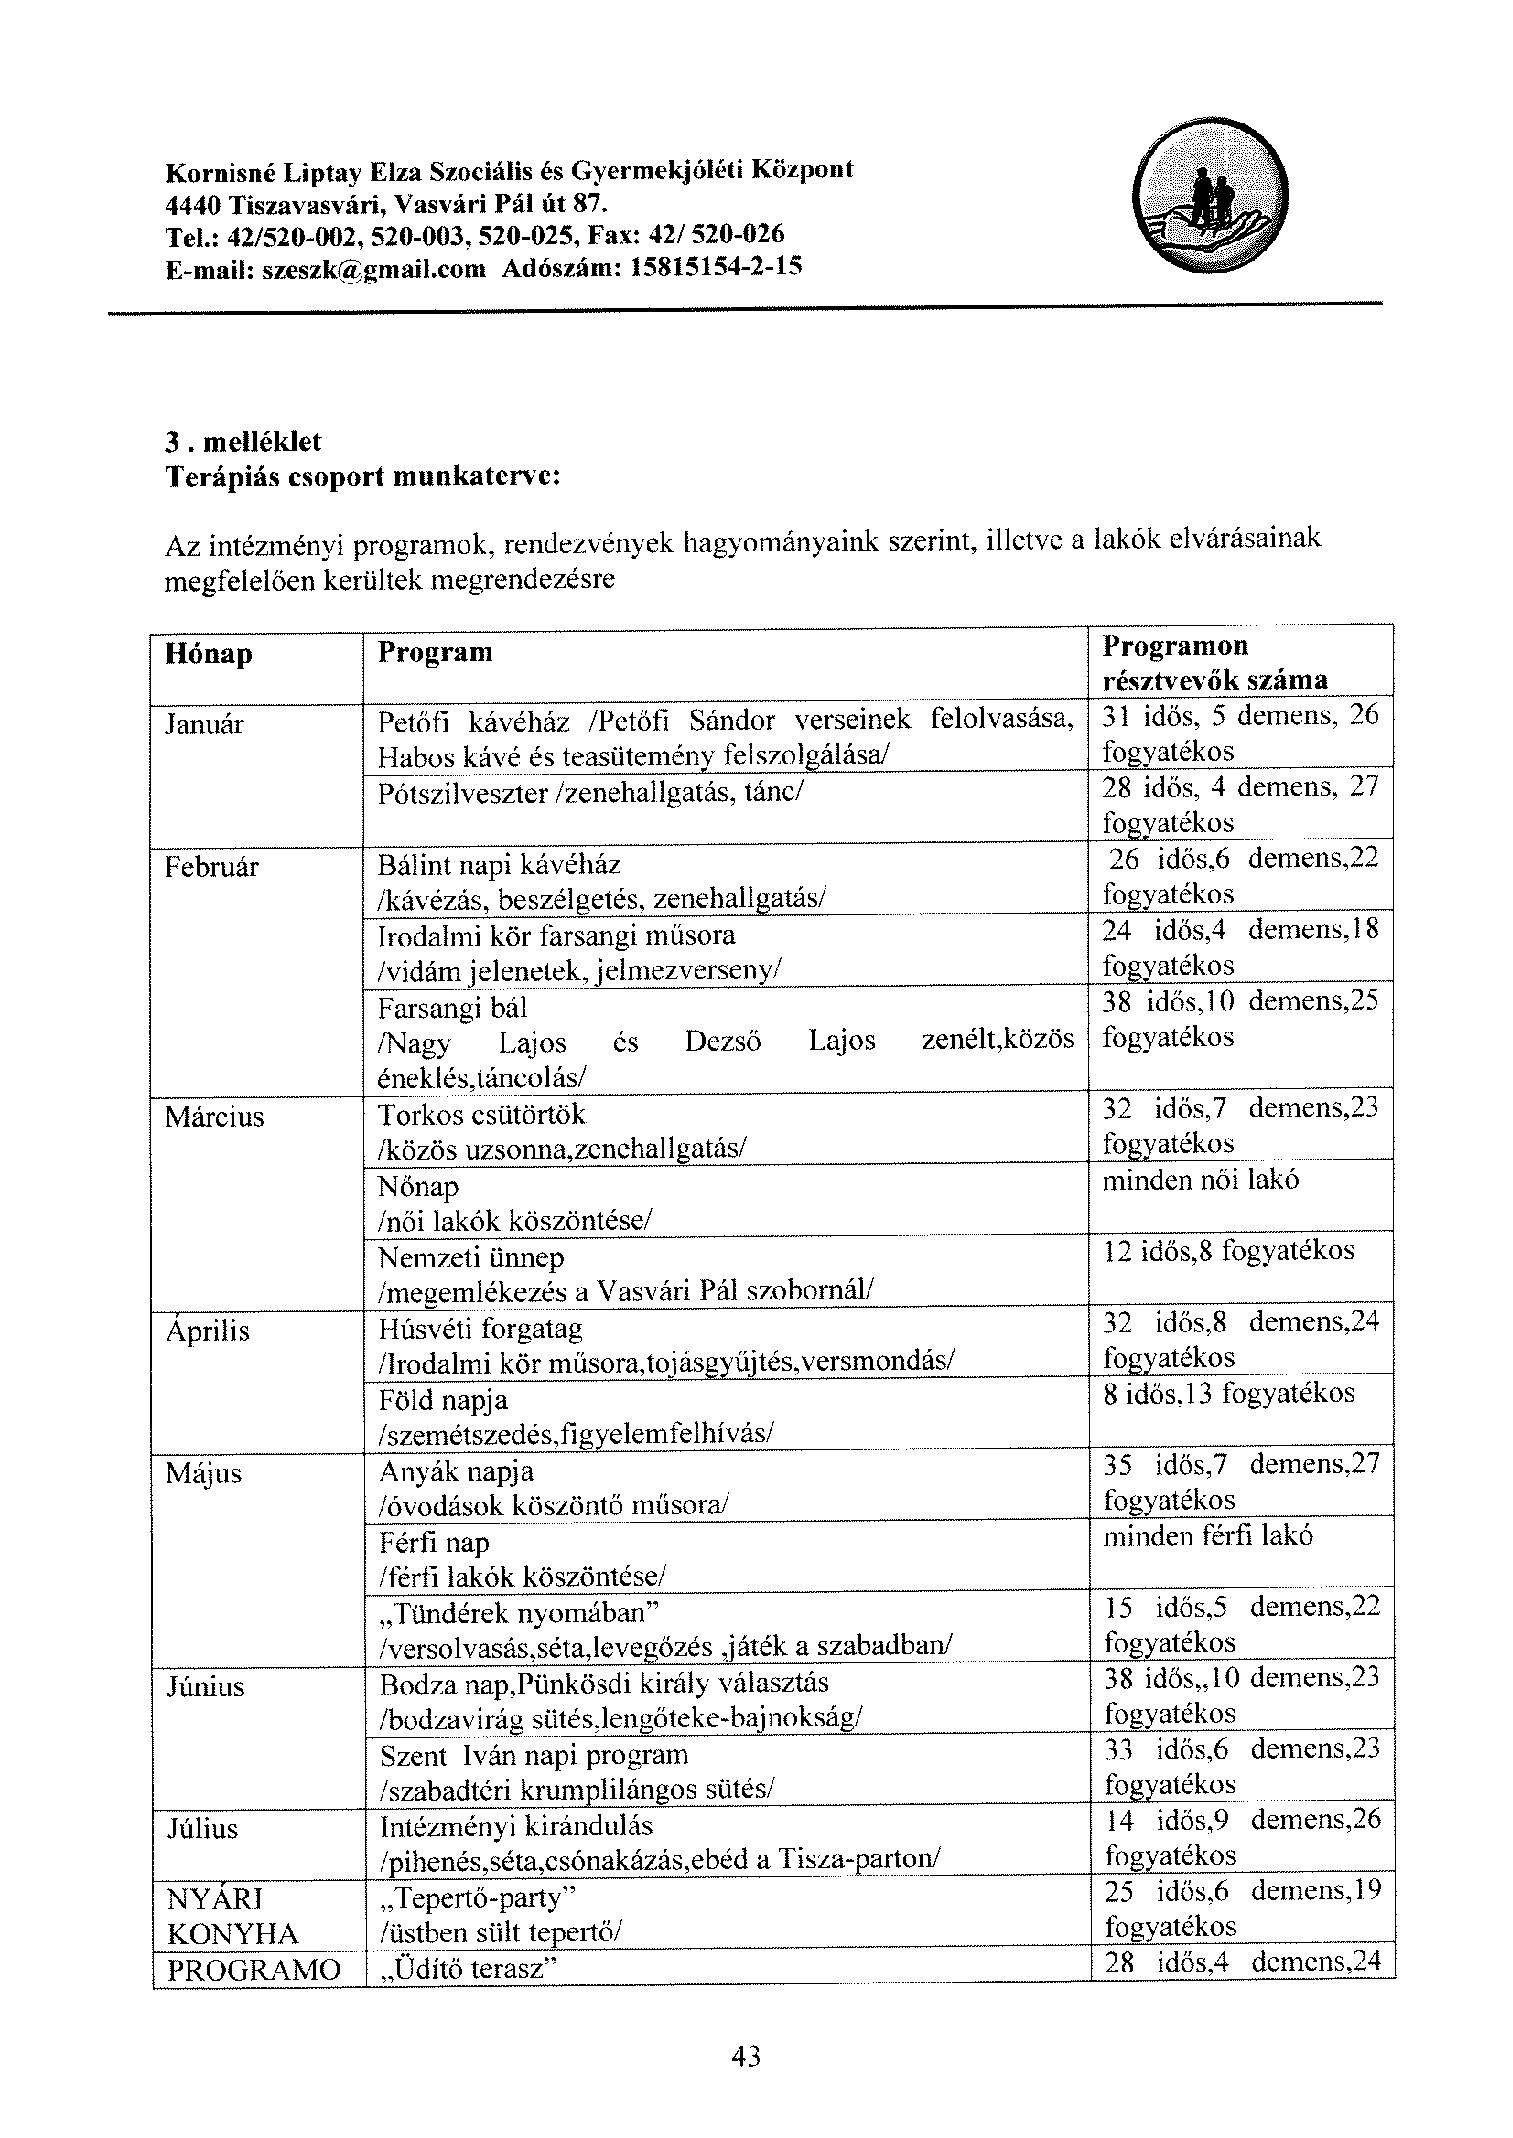 Kornisné Liptay Elza Szociális és Gyermekjóléti Központ
4440 Tiszavasvári, Vasvári Pál út 87.
Tel.: 42/520-002, 520-003, 520-025, Fax: 42/ 520-026
E-mail: szeszk@gmail.com Adószám: 15815154-2-15
3 . melléklet
Terápiás csoport munkaterve:
Az intézményi programok, rendezvények hagyományaink szerint, illetve a lakók elvárásainak
megfelelően kerültek megrendezésre
Hónap Program Programon
résztvevők száma
Január Petőfi kávéház /Petőfi Sándor verseinek felolvasása, 31 idős, 5 demens, 26
Habos kávé és teasütemény felszolgálása/ fogyatékos
Pótszilveszter /zenehallgatás, tánc/ 28 idős, 4 demens, 27
fogyatékos
Február Bálint napi kávéház 26 idős,6 demens,22
/kávézás, beszélgetés, zenehallgatás/ fogyatékos
Irodalmi kör farsangi műsora 24 idős,4 demens,18
/vidám jelenetek, jelmezverseny/ fogyatékos
Farsangi bál 38 idős,10 demens,25
/Nagy Lajos és Dezső Lajos zenélt,közös fogyatékos
éneklés,táncolás/
Március Torkos csütörtök 32 idős,7 demens,23
/közös uzsonna,zenehallgatás/ fogyatékos
Nőnap minden női lakó
/női lakók köszöntése/
Nemzeti ünnep 12 idős,8 fogyatékos
/megemlékezés a Vasvári Pál szobornál/
Április Húsvéti forgatag 32 idős,8 demens,24
/Irodalmi kör műsora,tojásgyűjtés,versmondás/ fogyatékos
Föld napja 8 idős,13 fogyatékos
/szemétszedés,figyelemfelhívás/
Május Anyák napja 35 idős,7 demens,27
/óvodások köszöntő műsora/ fogyatékos
Férfi nap minden férfi lakó
/férfi lakók köszöntése/
„Tündérek nyomában” 15 idős,5 demens,22
/versolvasás,séta,levegőzés ,játék a szabadban/ fogyatékos
Június Bodza nap,Pünkösdi király választás 38 idős,,10 demens,23
/bodzavirág sütés,lengőteke-bajnokság/ fogyatékos
Szent Iván napi program 33 idős,6 demens,23
/szabadtéri krumplilángos sütés/ fogyatékos
Július Intézményi kirándulás 14 idős,9 demens,26
/pihenés,séta,csónakázás,ebéd a Tisza-parton/ fogyatékos
NYÁRI „Tepertő-party” 25 idős,6 demens,19
KONYHA /üstben sült tepertő/ fogyatékos
PROGRAMO „Üdítő terasz” 28 idős,4 demens,24
43